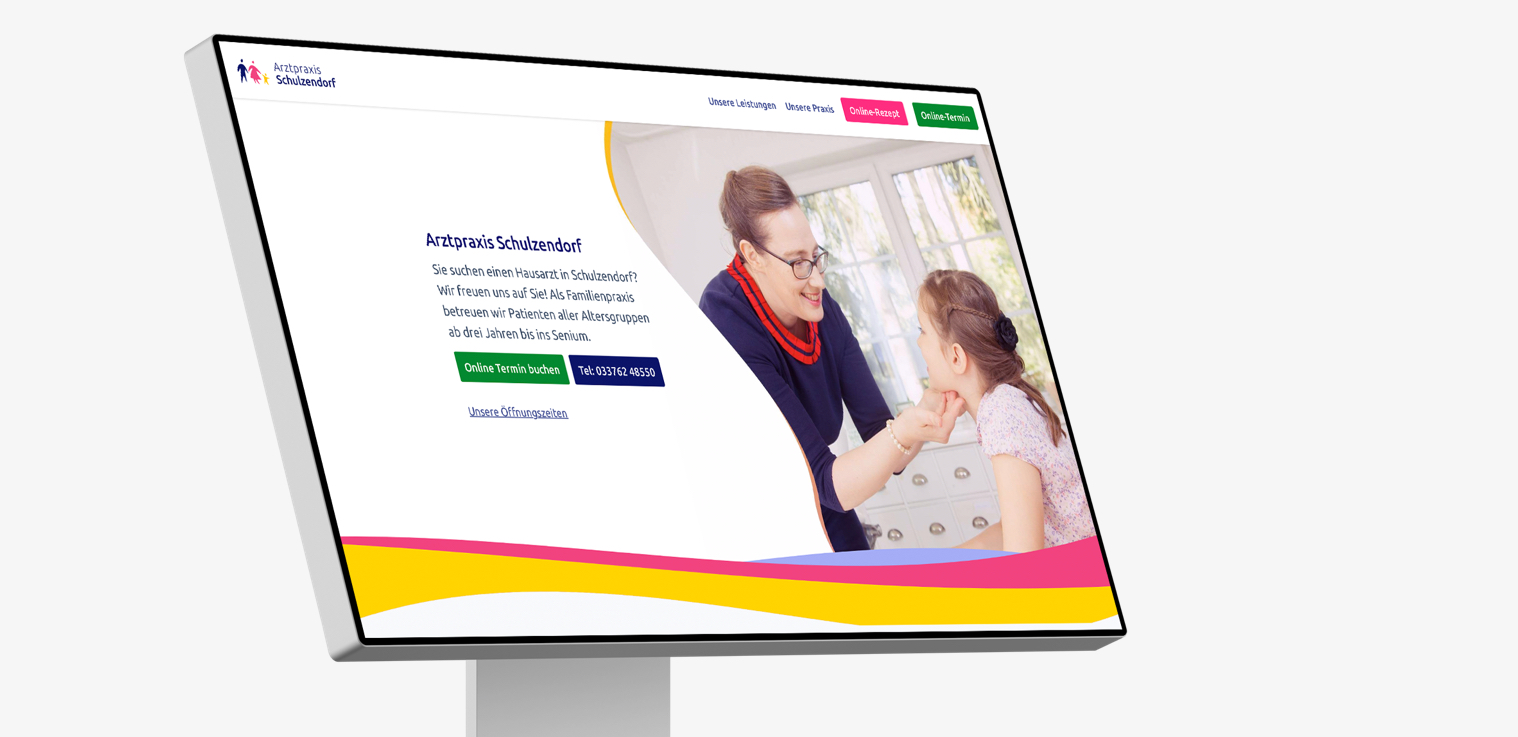 Arztpraxis
Schulzendorf
Unsere Leistungen
Unsere Praxis
Online-Rezept
Online-Termin
Arztpraxis Schulzendorf
Sie suchen einen Hausarzt in Schulzendorf?
Wir freuen uns auf Sie! Als Familienpraxis
betreuen wir Patienten aller Altersgruppen
ab drei Jahren bis ins Senium.
Online Termin buchen
Tel: 033762 48550
Unsere Öffnungszeiten